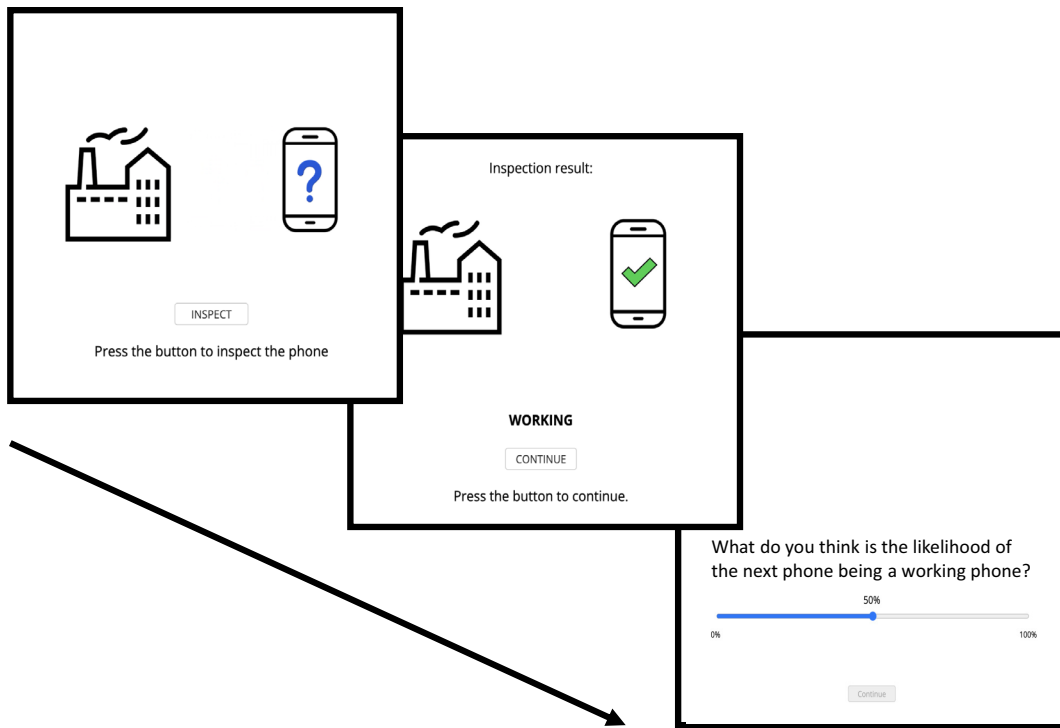 ?
INSPECT
Press the button to inspect the phone
Inspection result:
WORKING
CONTINUE
Press the button to continue.
What do you think is the likelihood of
the next phone being a working phone?
50%
0% 100%
Continue